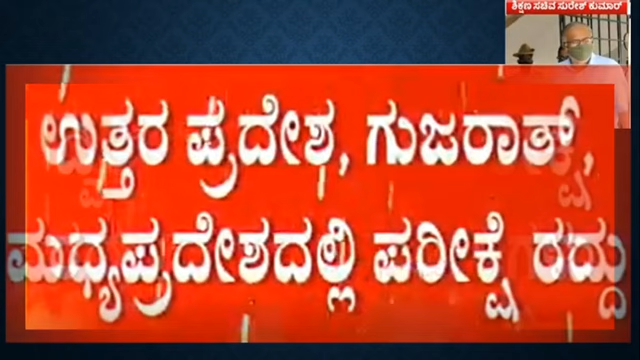 ಶಿಕ್ಷಣ ಸಚಿವ ಸುರೇಶ್ ಕುಮಾರ್
ಉತ್ತರ ಪ್ರದೇಶ, ಗುಜರಾತ್,
ಮಧ್ಯಪ್ರದೇಶದಲ್ಲಿ ಪರೀಕ್ಷೆ ರದ್ದು